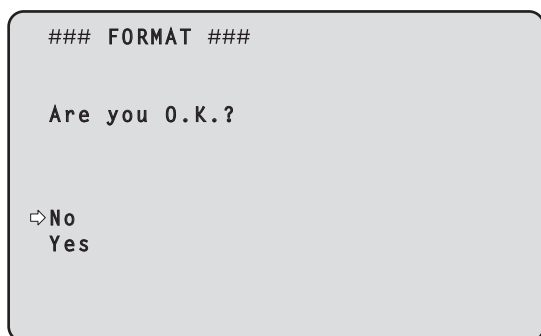 ### FORMAT ###
Are you O.K.?
⇨No
Yes